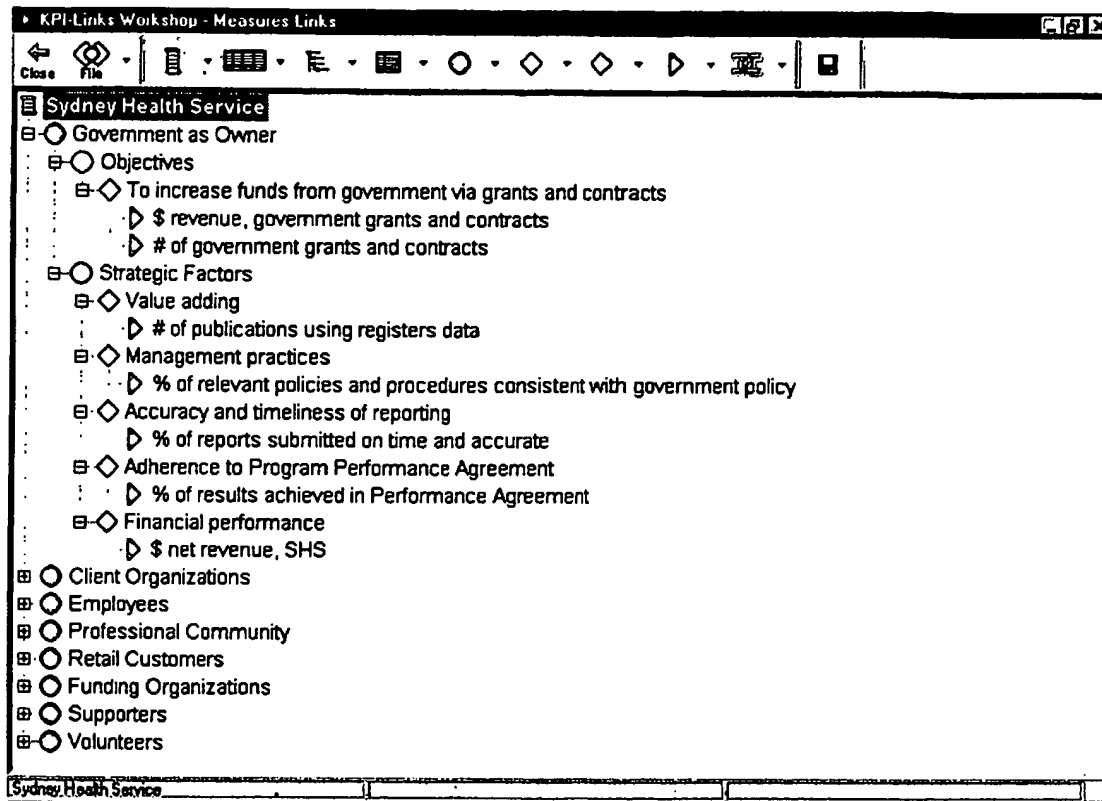 KPI-Links Workshop - Measures Links
Close
File
Sydney Health Service
Government as Owner
Objectives
To increase funds from government via grants and contracts
$ revenue, government grants and contracts
# of government grants and contracts
Strategic Factors
Value adding
# of publications using registers data
Management practices
% of relevant policies and procedures consistent with government policy
Accuracy and timeliness of reporting
% of reports submitted on time and accurate
Adherence to Program Performance Agreement
% of results achieved in Performance Agreement
Financial performance
$ net revenue, SHS
Client Organizations
Employees
Professional Community
Retail Customers
Funding Organizations
Supporters
Volunteers
Sydney Health Service